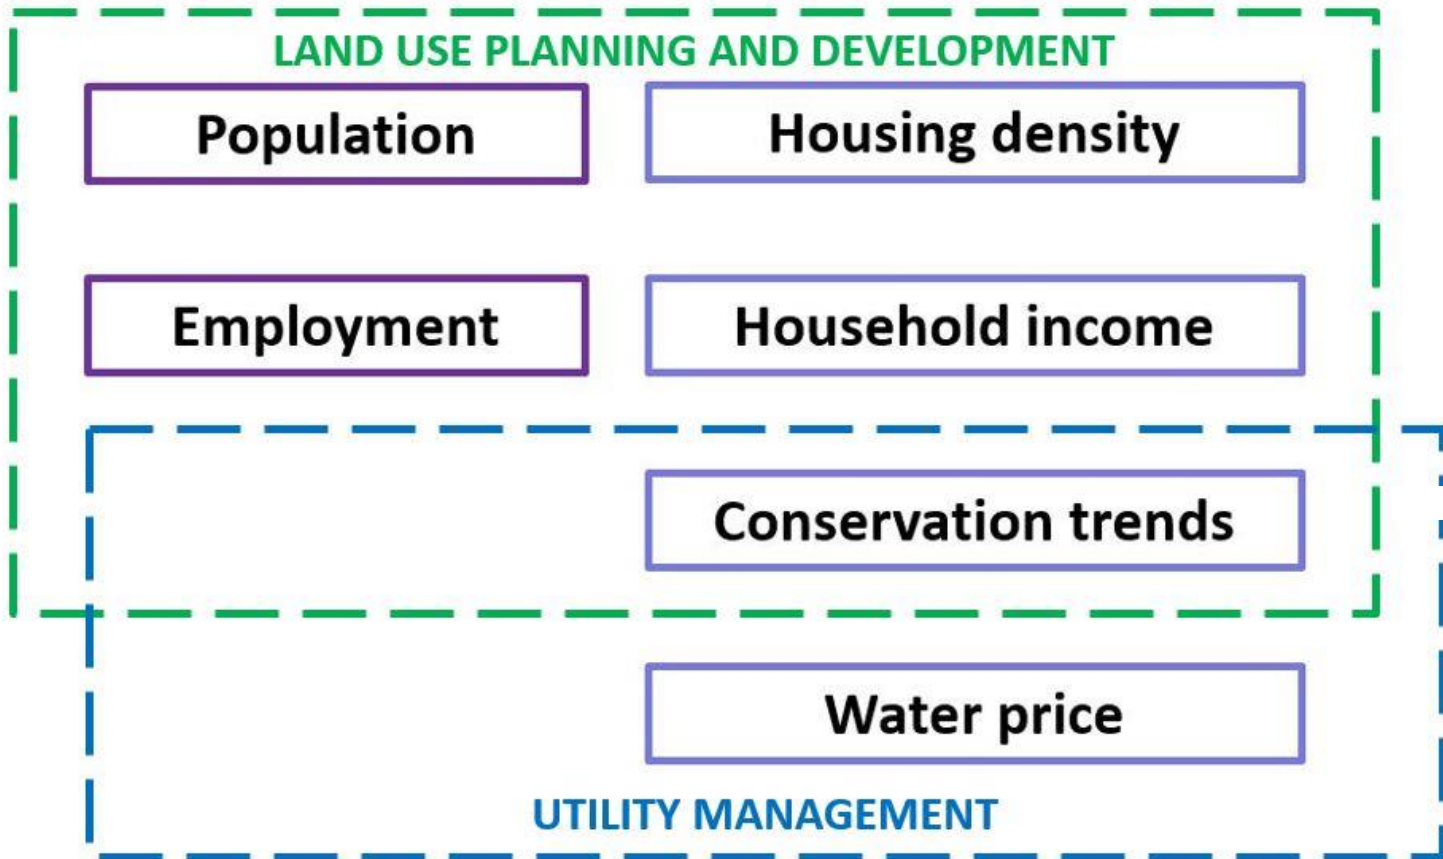 LAND USE PLANNING AND DEVELOPMENT
Population
Housing density
Employment
Household income
Conservation trends
Water price
UTILITY MANAGEMENT